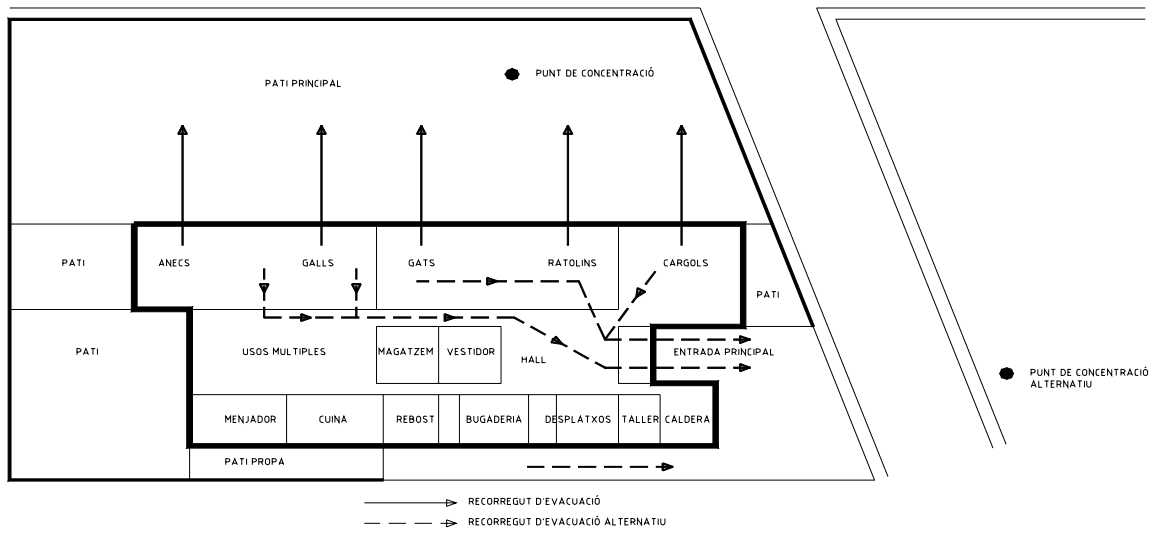 PATI PRINCIPAL
PUNT DE CONCENTRACIÓ
PATI
ANECS
GALLS
GATS
RATOLINS
CARGOLS
PATI
PATI
USOS MULTIPLES
MAGATZEM
VESTIDOR
HALL
ENTRADA PRINCIPAL
PUNT DE CONCENTRACIÓ
ALTERNATIU
MENJADOR
CUINA
REBOST
BUGADERIA
DESPLATXOS
TALLER
CALDERA
PATI PROPA
RECORREGUT D'EVACUACIÓ
RECORREGUT D'EVACUACIÓ ALTERNATIU